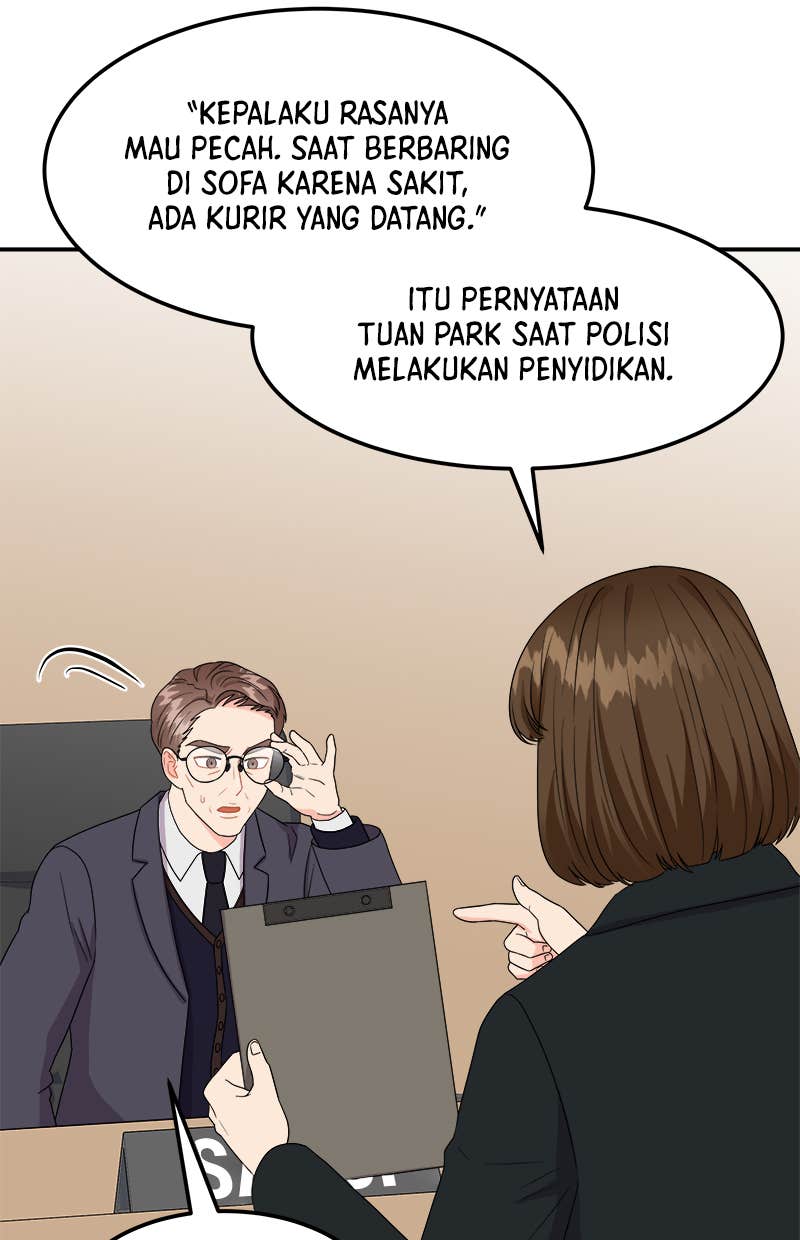 “KEPALAKU RASANYA
MAU PECAH. SAAT BERBARING
DI SOFA KARENA SAKIT,
ADA KURIR YANG DATANG.”
ITU PERNYATAAN
TUAN PARK SAAT POLISI
MELAKUKAN PENYIDIKAN.